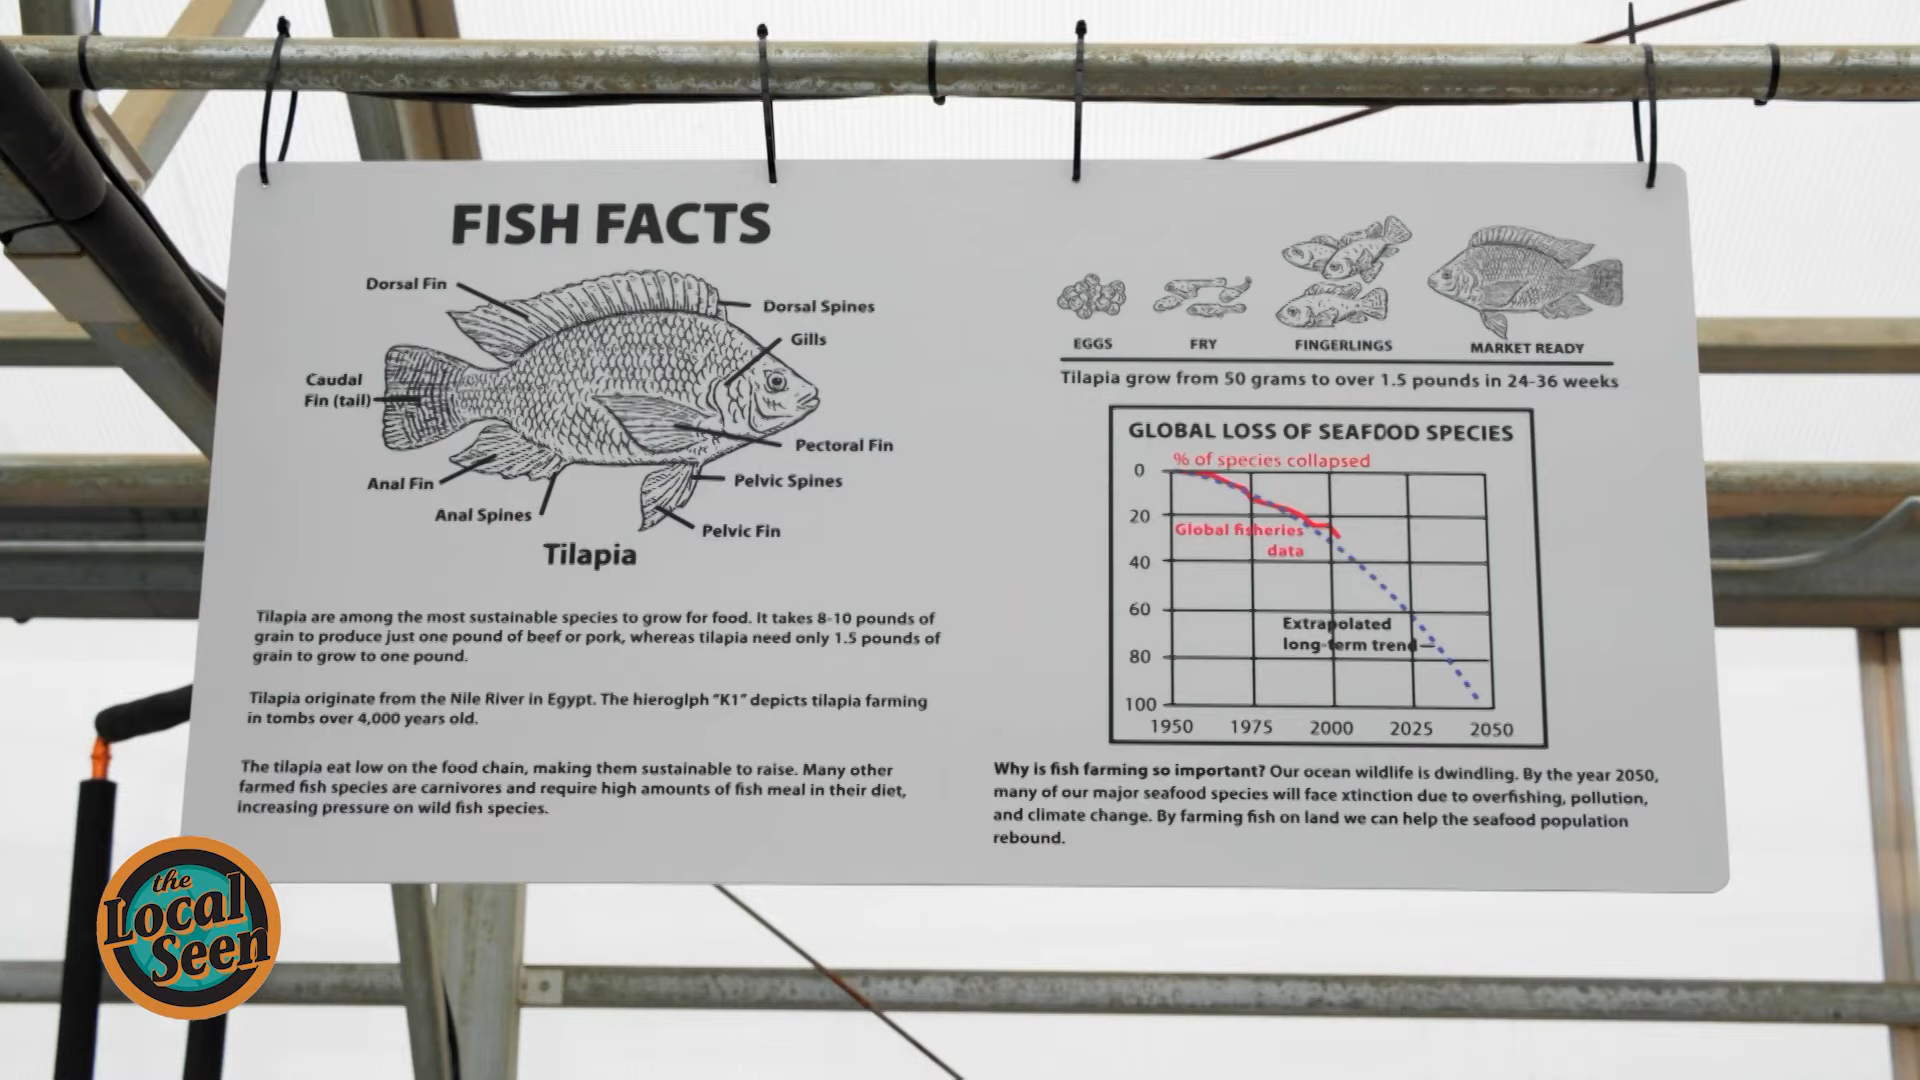 FISH FACTS
Dorsal Fin
Dorsal Spines
Gills
Caudal
Fin (tail)
Pectoral Fin
Anal Fin
Pelvic Spines
Anal Spines
Pelvic Fin
Tilapia
Tilapia are among the most sustainable species to grow for food. It takes 8-10 pounds of
grain to produce just one pound of beef or pork, whereas tilapia need only 1.5 pounds of
grain to grow to one pound.
Tilapia originate from the Nile River in Egypt. The hieroglph "K1" depicts tilapia farming
in tombs over 4,000 years old.
The tilapia eat low on the food chain, making them sustainable to raise. Many other
farmed fish species are carnivores and require high amounts of fish meal in their diet,
increasing pressure on wild fish species.
EGGS FRY FINGERLINGS MARKET READY
Tilapia grow from 50 grams to over 1.5 pounds in 24-36 weeks
GLOBAL LOSS OF SEAFOOD SPECIES
% of species collapsed
0
20
Global fisheries
data
40
60
Extrapolated
long-term trend
80
100
1950 1975 2000 2025 2050
Why is fish farming so important? Our ocean wildlife is dwindling. By the year 2050,
many of our major seafood species will face xtinction due to overfishing, pollution,
and climate change. By farming fish on land we can help the seafood population
rebound.
the
Local
Seen